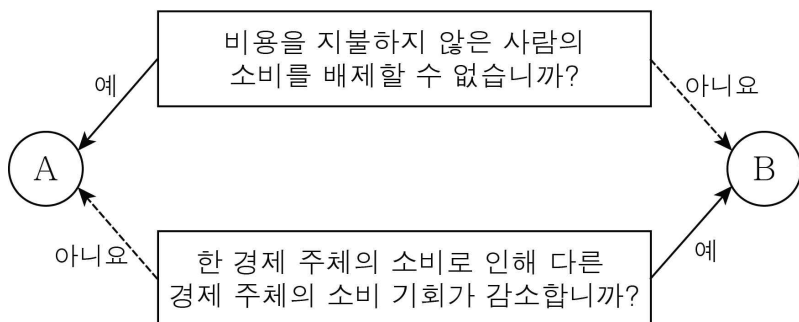 비용을 지불하지 않은 사람의
소비를 배제할 수 없습니까?
예
아니요
A
B
아니요
예
한 경제 주체의 소비로 인해 다른
경제 주체의 소비 기회가 감소합니까?